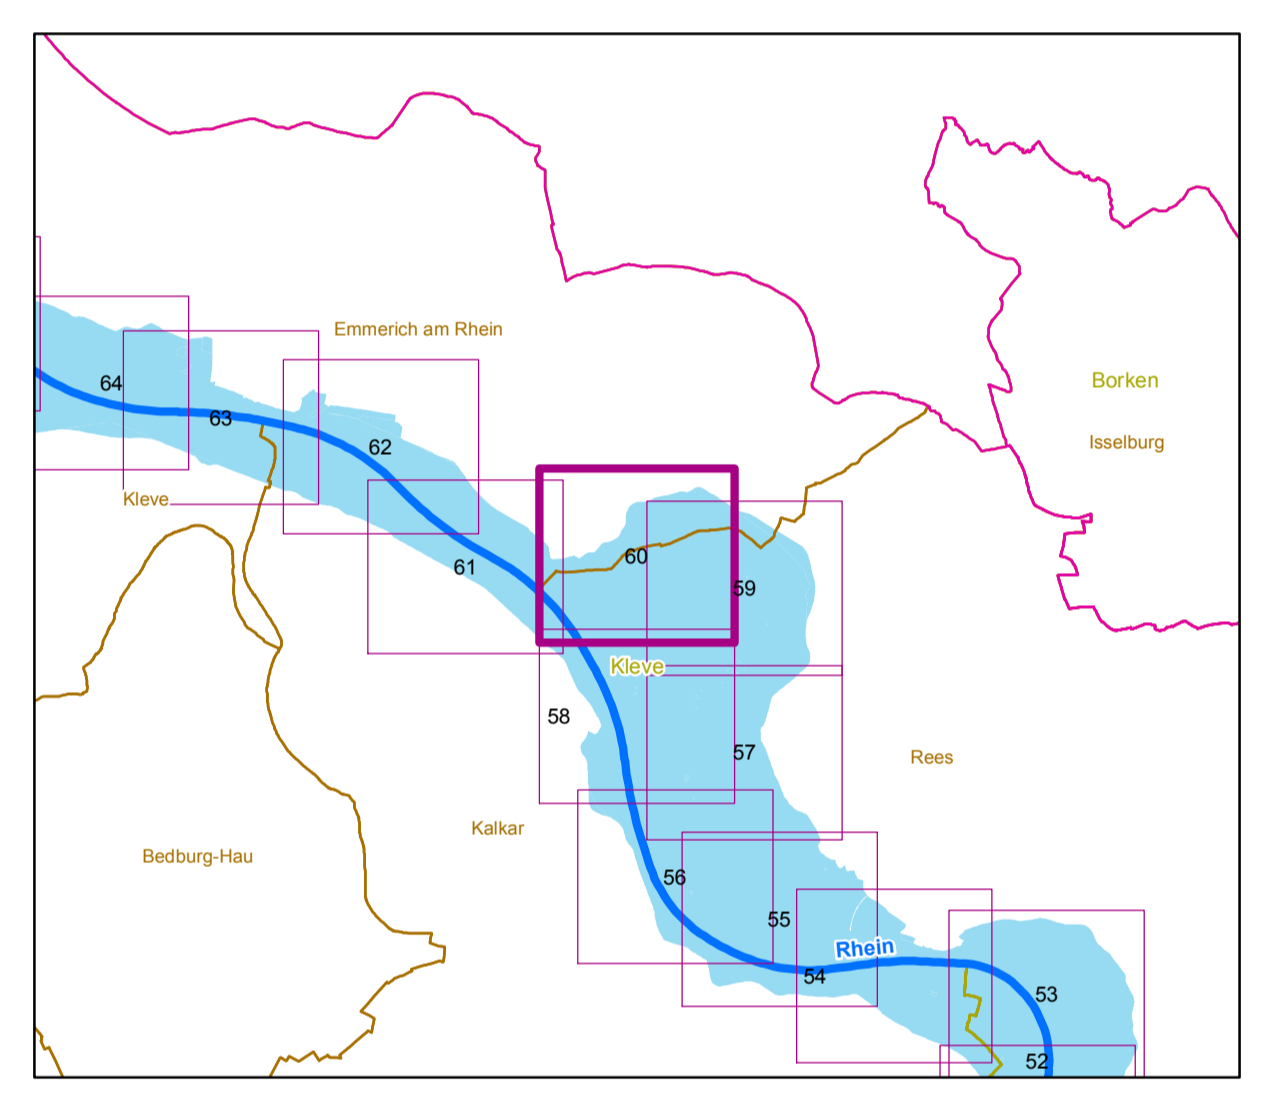 Emmerich am Rhein
64
Borken
63
Isselburg
62
Kleve
60
61
59
Kleve
58
57
Rees
Kalkar
Bedburg-Hau
56
55
Rhein
54
53
52